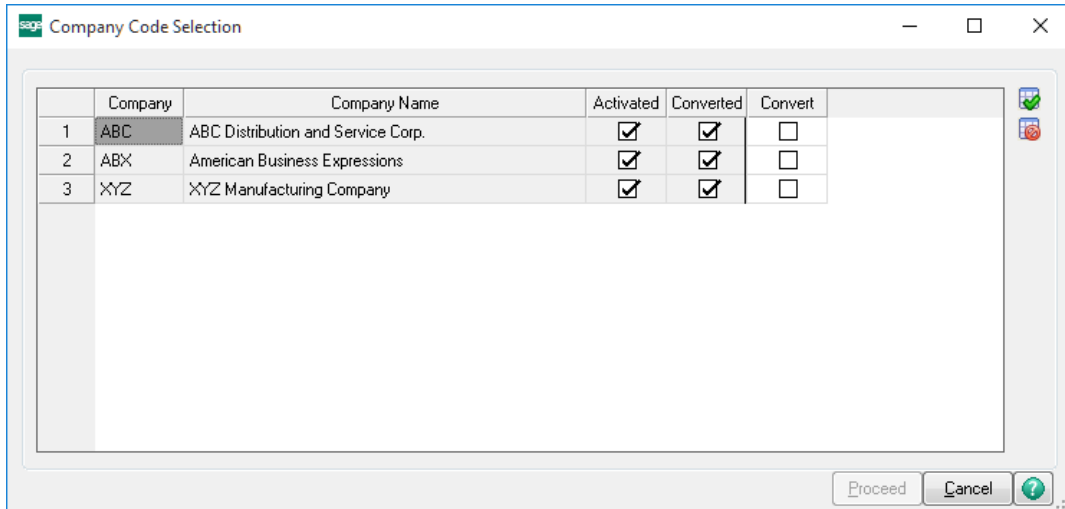 sage Company Code Selection
Company Company Name Activated Converted Convert
1 ABC ABC Distribution and Service Corp.
2 ABX American Business Expressions
3 XYZ XYZ Manufacturing Company
Proceed Cancel ?